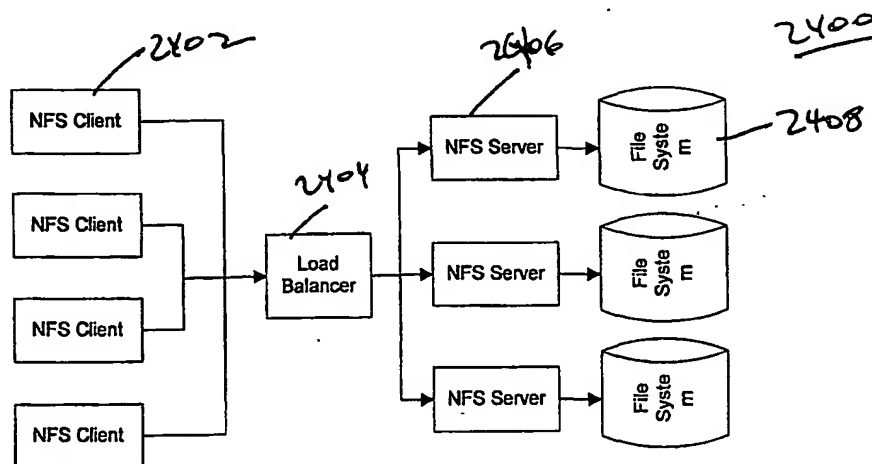 2400
2402
2406
NFS Client
NFS Server
File
Syste
m
2408
2404
NFS Client
Load
Balancer
NFS Server
File
Syste
m
NFS Client
NFS Server
File
Syste
m
NFS Client